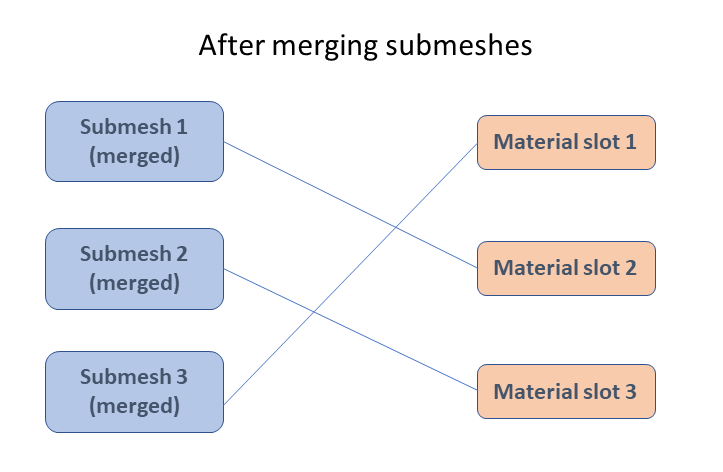 After merging submeshes
Submesh 1
(merged)
Material slot 1
Submesh 2
(merged)
Material slot 2
Submesh 3
(merged)
Material slot 3